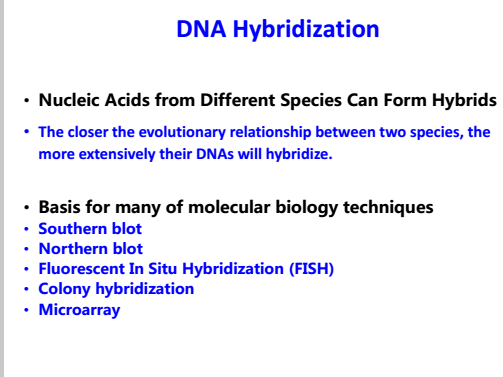 DNA Hybridization
• Nucleic Acids from Different Species Can Form Hybrids
• The closer the evolutionary relationship between two species, the
more extensively their DNAs will hybridize.
• Basis for many of molecular biology techniques
• Southern blot
• Northern blot
• Fluorescent In Situ Hybridization (FISH)
• Colony hybridization
• Microarray